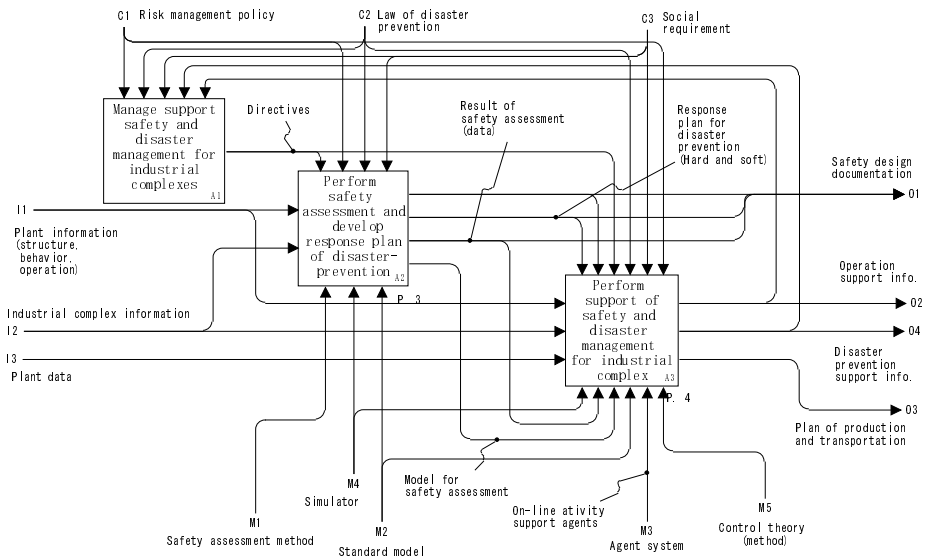 C1 Risk management policy
C2 Law of disaster
prevention
C3 Social
requirement
Manage support
safety and
disaster
management for
industrial
complexes
A1
Directives
Result of
safety assessment
(data)
Response
plan for
disaster
prevention
(Hard and soft)
Safety design
documentation
O1
Perform
safety
assessment and
develop
response plan
of disaster-
prevention
A2
P. 3
I1
Plant information
(structure,
behavior,
operation)
Industrial complex information
I2
I3
Plant data
Perform
support of
safety and
disaster
management
for industrial
complex
A3
P. 4
Operation
support info.
O2
O4
Disaster
prevention
support info.
O3
Plan of production
and transportation
Model for
safety assessment
M4
Simulator
On-line ativity
support agents
M1
Safety assessment method
M2
Standard model
M3
Agent system
M5
Control theory
(method)